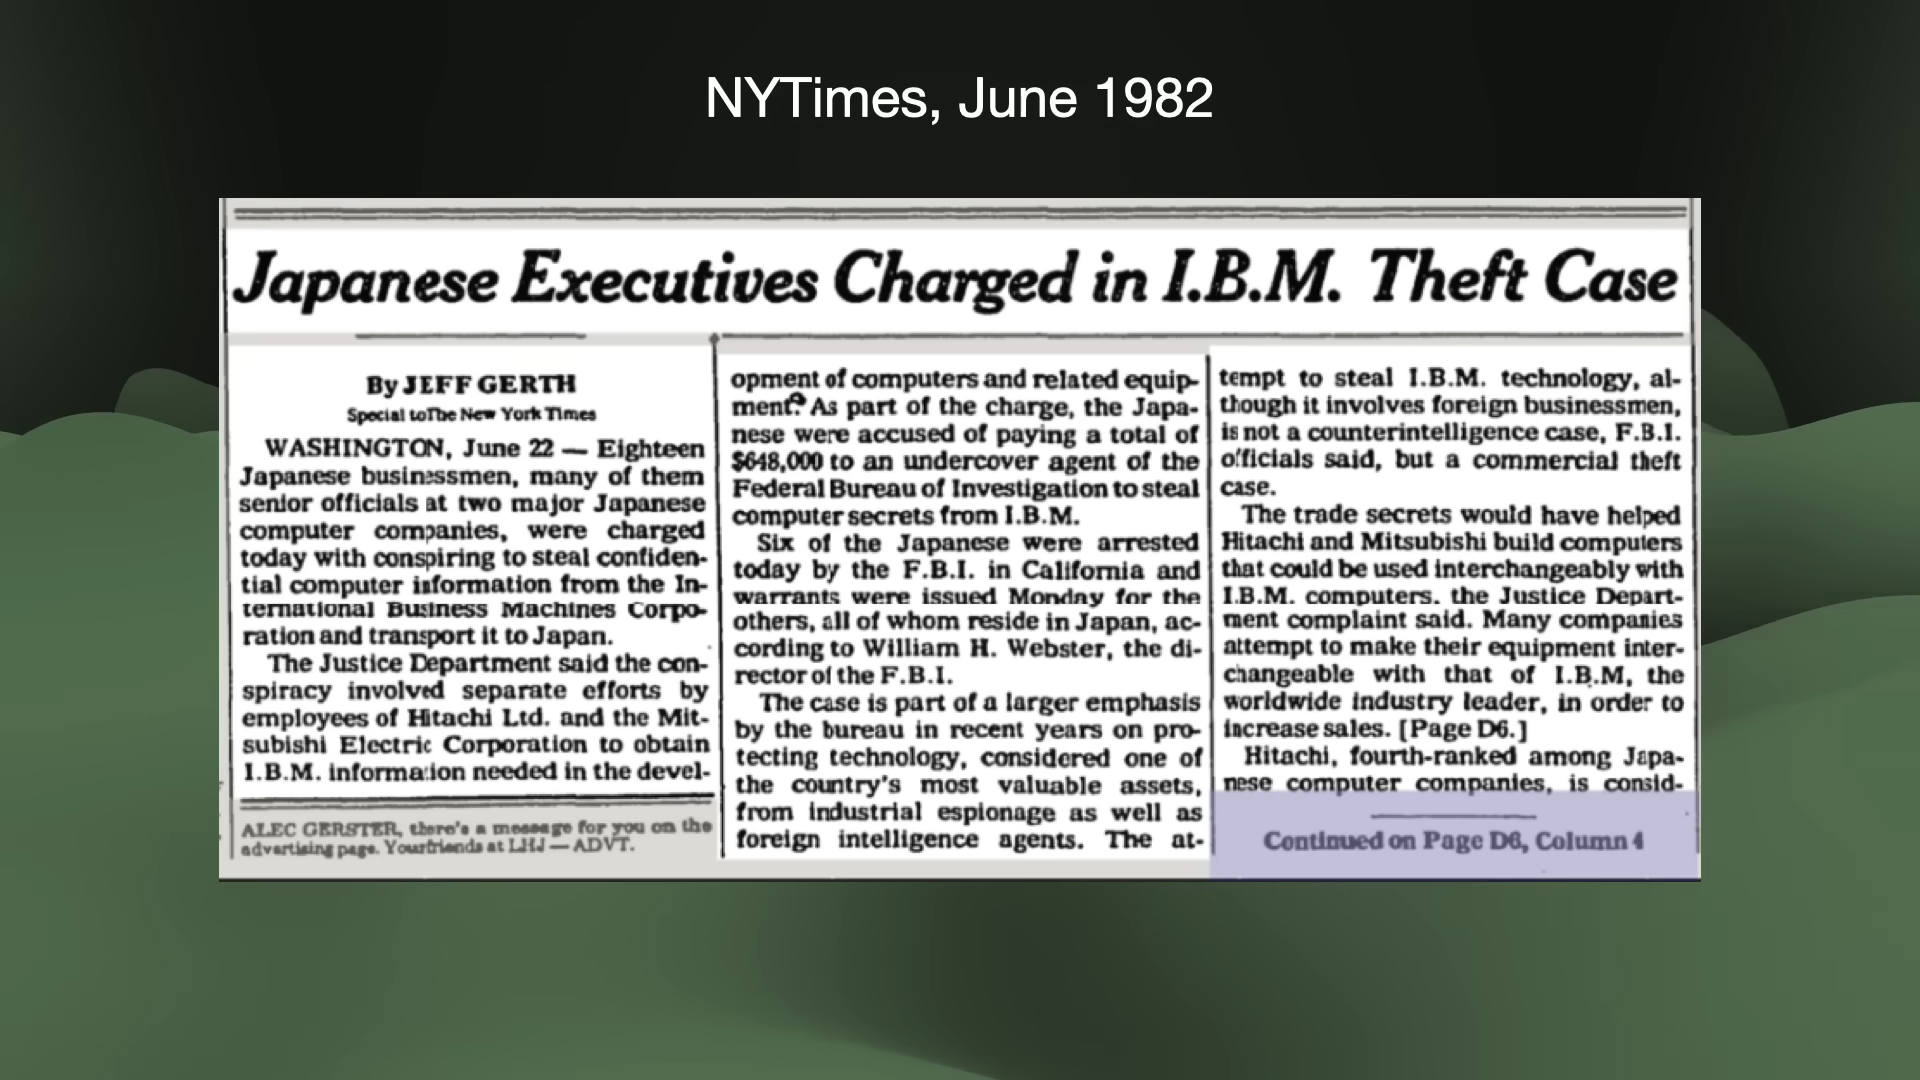 NYTimes, June 1982
Japanese Executives Charged in I.B.M. Theft Case
By JEFF GERTH
Special to The New York Times
WASHINGTON, June 22 — Eighteen
Japanese businessmen, many of them
senior officials at two major Japanese
computer companies, were charged
today with conspiring to steal confiden-
tial computer information from the In-
ternational Business Machines Corpo-
ration and transport it to Japan.
The Justice Department said the con-
spiracy involved separate efforts by
employees of Hitachi Ltd. and the Mit-
subishi Electric Corporation to obtain
I.B.M. information needed in the devel-
ALEC GERSTER, there's a message for you on the
advertising page. Your friends at LHJ — ADVT.
opment of computers and related equip-
ment. As part of the charge, the Japa-
nese were accused of paying a total of
$648,000 to an undercover agent of the
Federal Bureau of Investigation to steal
computer secrets from I.B.M.
Six of the Japanese were arrested
today by the F.B.I. in California and
warrants were issued Monday for the
others, all of whom reside in Japan, ac-
cording to William H. Webster, the di-
rector of the F.B.I.
The case is part of a larger emphasis
by the bureau in recent years on pro-
tecting technology, considered one of
the country's most valuable assets,
from industrial espionage as well as
foreign intelligence agents. The at-
tempt to steal I.B.M. technology, al-
though it involves foreign businessmen,
is not a counterintelligence case, F.B.I.
officials said, but a commercial theft
case.
The trade secrets would have helped
Hitachi and Mitsubishi build computers
that could be used interchangeably with
I.B.M. computers, the Justice Depart-
ment complaint said. Many companies
attempt to make their equipment inter-
changeable with that of I.B.M, the
worldwide industry leader, in order to
increase sales. [Page D6.]
Hitachi, fourth-ranked among Japa-
nese computer companies, is consid-
Continued on Page D6, Column 4